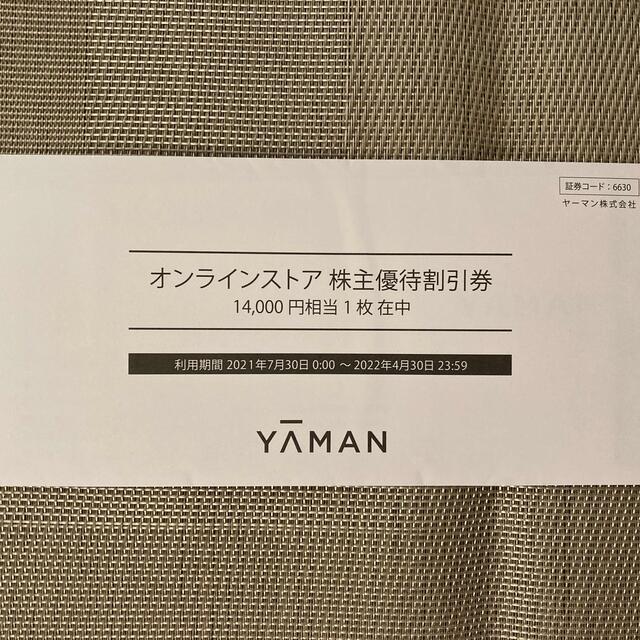 証券コード：6630
ヤーマン株式会社
オンラインストア 株主優待割引券
14,000 円相当 1 枚 在中
利用期間 2021年7月30日 0:00 ～ 2022年4月30日 23:59
YĀMAN